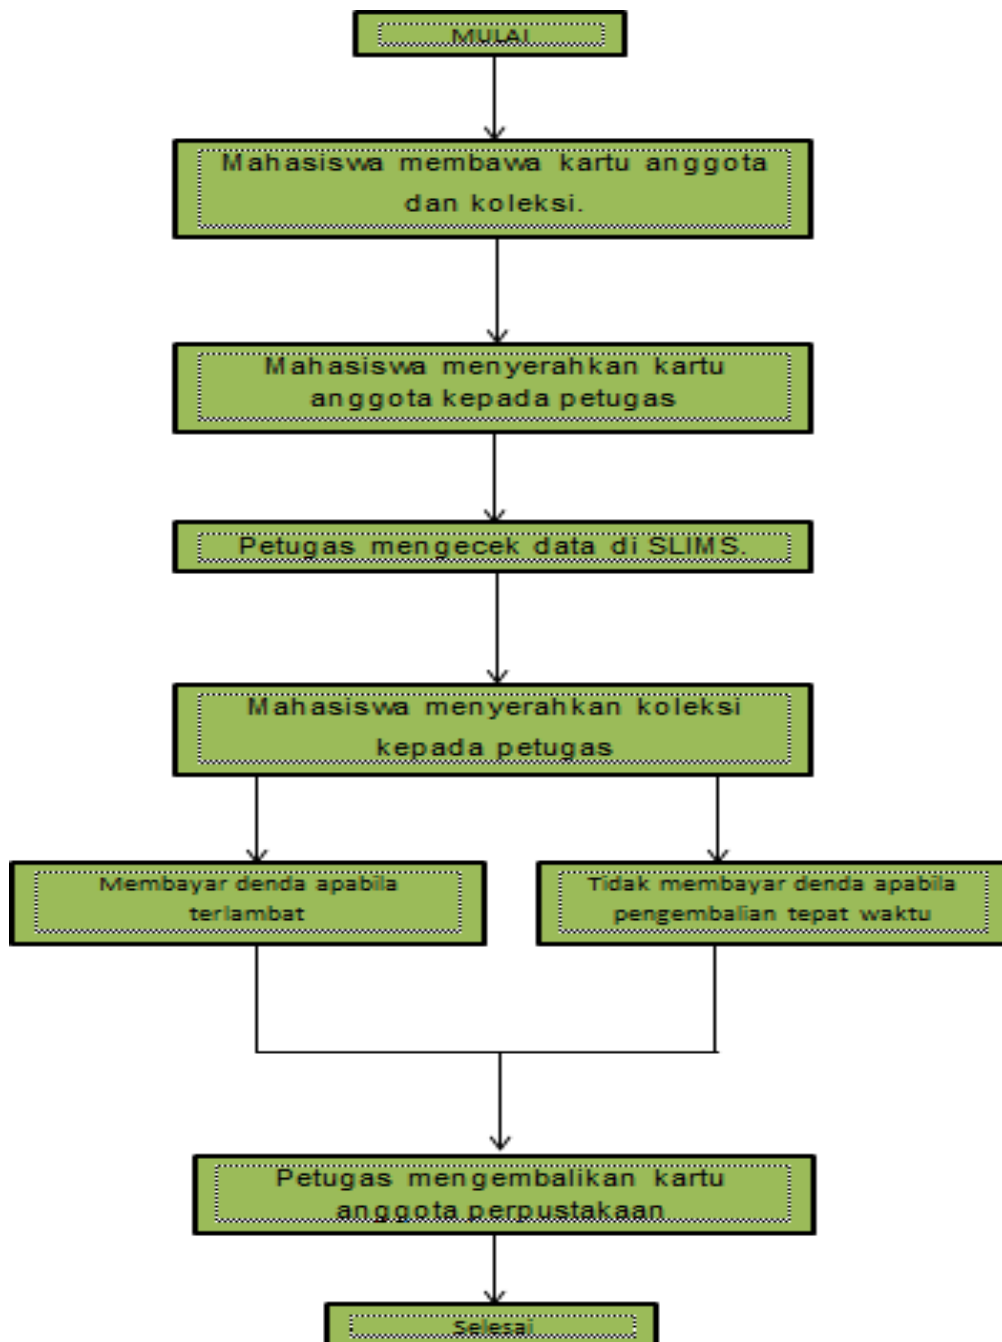 MULAI
Mahasiswa membawa kartu anggota
dan koleksi.
Mahasiswa menyerahkan kartu
anggota kepada petugas
Petugas mengecek data di SLIMS.
Mahasiswa menyerahkan koleksi
kepada petugas
Membayar denda apabila
terlambat
Tidak membayar denda apabila
pengembalian tepat waktu
Petugas mengembalikan kartu
anggota perpustakaan
Selesai